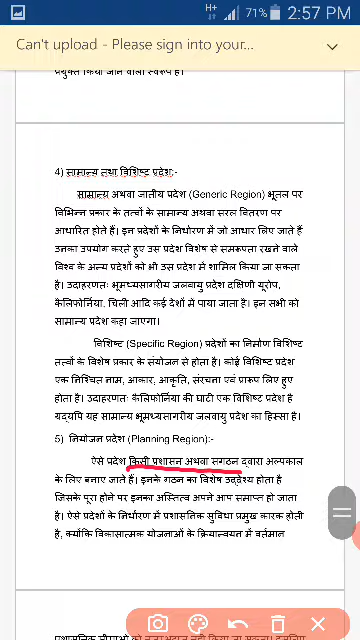 H+ 71% 2:57 PM
Can't upload - Please sign into your...
प्रयुक्त किया जाने वाला स्वरूप है।
4) सामान्य तथा विशिष्ट प्रदेश:-
सामान्य अथवा जातीय प्रदेश (Generic Region) भूतल पर
विभिन्न प्रकार के तत्वों के सामान्य अथवा सरल वितरण पर
आधारित होते हैं। इन प्रदेशों के निर्धारण में जो आधार लिए जाते हैं
उनका उपयोग करते हुए उस प्रदेश विशेष से समरूपता रखने वाले
विश्व के अन्य प्रदेशों को भी उस प्रदेश में शामिल किया जा सकता
है। उदाहरणतः भूमध्यसागरीय जलवायु प्रदेश दक्षिणी यूरोप,
कैलिफोर्निया, चिली आदि कई देशों में पाया जाता है। इन सभी को
सामान्य प्रदेश कहा जाएगा।
विशिष्ट (Specific Region) प्रदेशों का निर्माण विशिष्ट
तत्त्वों के विशेष प्रकार के संयोजन से होता है। कोई विशिष्ट प्रदेश
एक निश्चित नाम, आकार, आकृति, संरचना एवं प्रारूप लिए हुए
होता है। उदाहरणतः कैलिफोर्निया की घाटी एक विशिष्ट प्रदेश है
यद्यपि यह सामान्य भूमध्यसागरीय जलवायु प्रदेश का हिस्सा है।
5) नियोजन प्रदेश (Planning Region):-
ऐसे प्रदेश किसी प्रशासन अथवा संगठन द्वारा अल्पकाल
के लिए बनाए जाते हैं। इनके गठन का विशेष उद्देश्य होता है
जिसके पूरा होने पर इनका अस्तित्व अपने आप समाप्त हो जाता
है। ऐसे प्रदेशों के निर्धारण में प्रशासतिक सुविधा प्रमुख कारक होती
है, क्योंकि विकासात्मक योजनाओं के क्रियान्वयन में वर्तमान